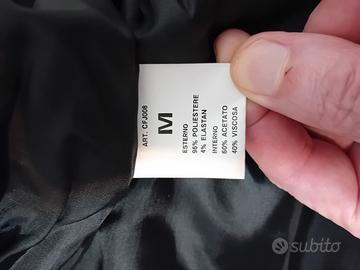 ART. CFJ008
M
ESTERNO
96% POLIESTERE
4% ELASTAN
INTERNO
60% ACETATO
40% VISCOSA
subito